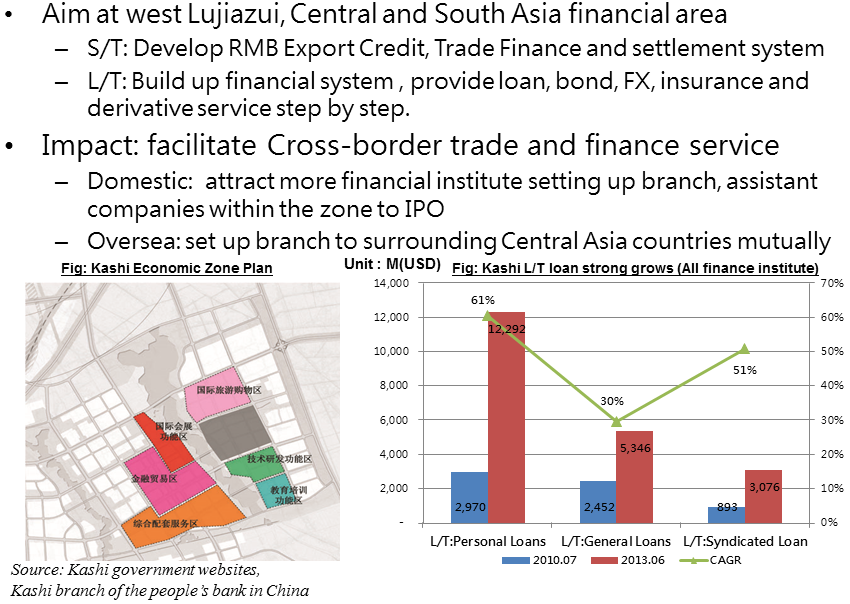 • Aim at west Lujiazui, Central and South Asia financial area
– S/T: Develop RMB Export Credit, Trade Finance and settlement system
– L/T: Build up financial system , provide loan, bond, FX, insurance and
derivative service step by step.
• Impact: facilitate Cross-border trade and finance service
– Domestic: attract more financial institute setting up branch, assistant
companies within the zone to IPO
– Oversea: set up branch to surrounding Central Asia countries mutually
Fig: Kashi Economic Zone Plan
国际旅游购物区
国际会展
功能区
技术研发功能区
金融贸易区
教育培训
功能区
综合配套服务区
Source: Kashi government websites,
Kashi branch of the people's bank in China
Unit : M(USD)
Fig: Kashi L/T loan strong grows (All finance institute)
14,000
12,000
10,000
8,000
6,000
4,000
2,000
-
70%
60%
50%
40%
30%
20%
10%
0%
61%
30%
51%
12,292
5,346
3,076
2,970
2,452
893
L/T:Personal Loans
L/T:General Loans
L/T:Syndicated Loan
2010.07
2013.06
CAGR